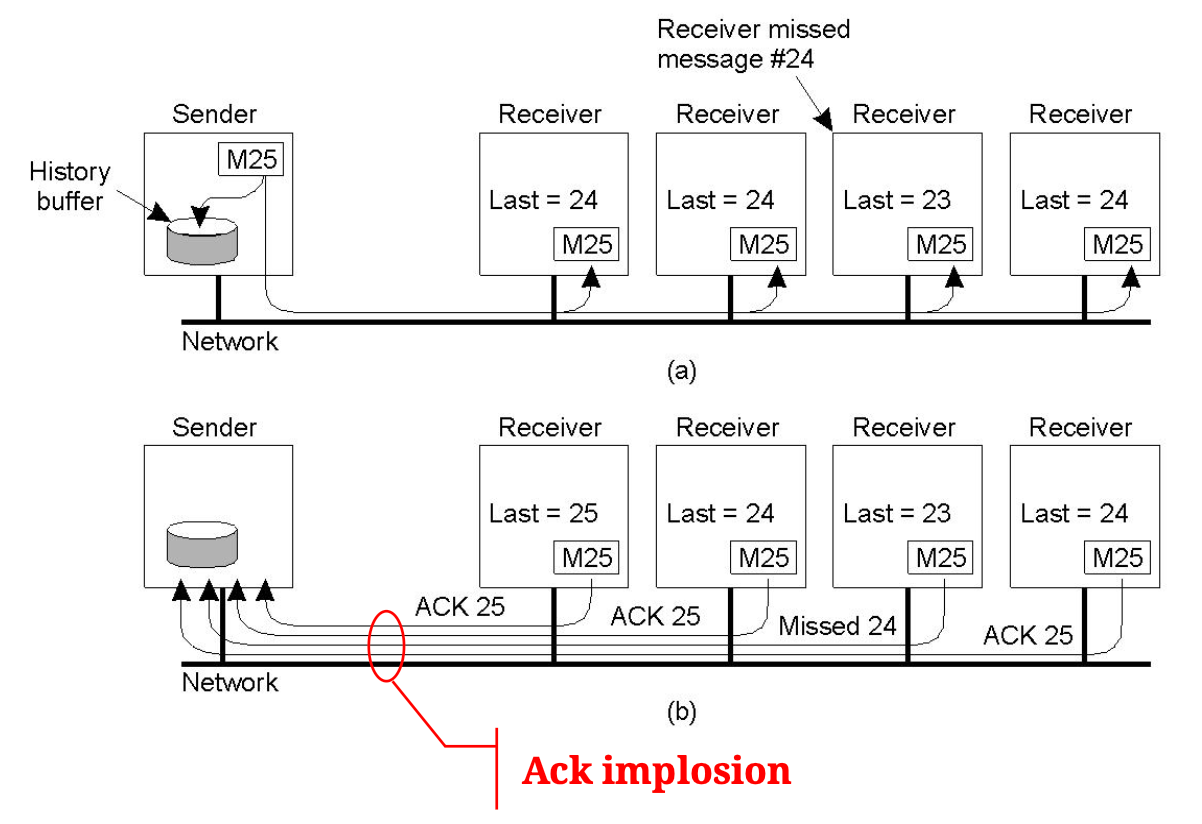 Receiver missed
message #24
Sender
Receiver
Receiver
Receiver
Receiver
History
buffer
M25
Last = 24
Last = 24
Last = 23
Last = 24
M25
M25
M25
M25
Network
(a)
Sender
Receiver
Receiver
Receiver
Receiver
Last = 25
Last = 24
Last = 23
Last = 24
M25
M25
M25
M25
ACK 25
ACK 25
Missed 24
ACK 25
Network
(b)
Ack implosion